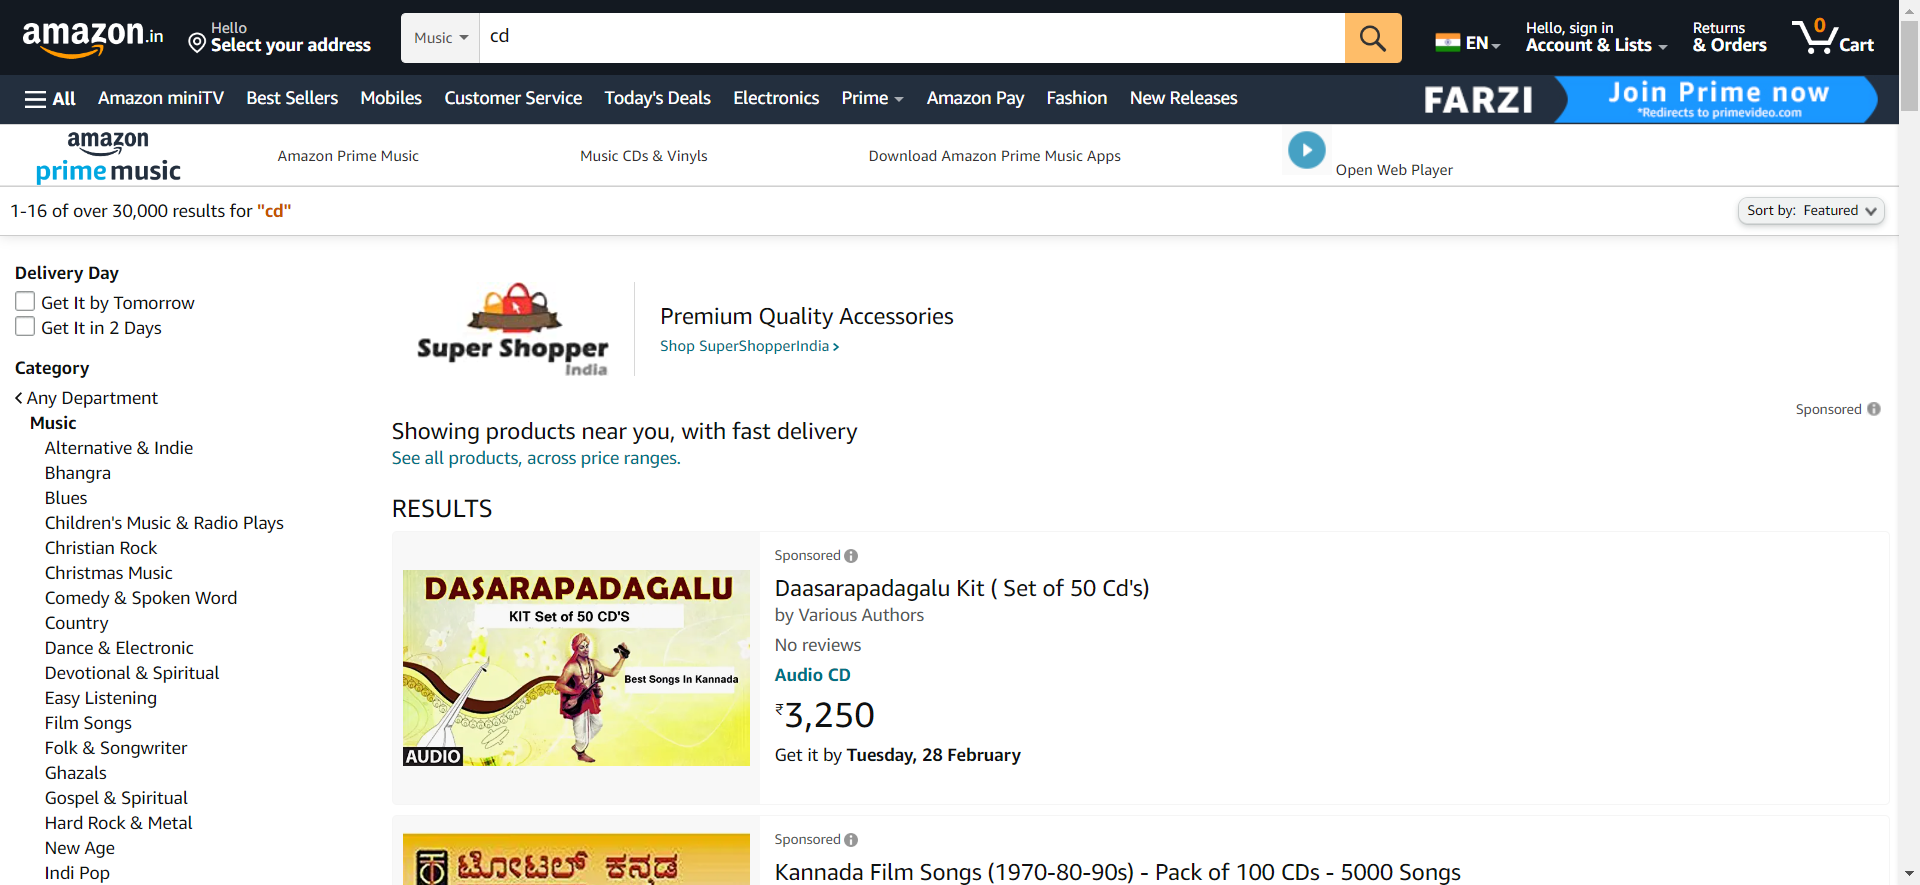 amazon.in
Hello
Select your address
Music
cd
EN
Hello, sign in
Account & Lists
Returns
& Orders
0
Cart
All
Amazon miniTV
Best Sellers
Mobiles
Customer Service
Today's Deals
Electronics
Prime
Amazon Pay
Fashion
New Releases
FARZI
Join Prime now
*Redirects to primevideo.com
amazon
prime music
Amazon Prime Music
Music CDs & Vinyls
Download Amazon Prime Music Apps
Open Web Player
1-16 of over 30,000 results for "cd"
Sort by: Featured
Delivery Day
Get It by Tomorrow
Get It in 2 Days
Category
Any Department
Music
Alternative & Indie
Bhangra
Blues
Children's Music & Radio Plays
Christian Rock
Christmas Music
Comedy & Spoken Word
Country
Dance & Electronic
Devotional & Spiritual
Easy Listening
Film Songs
Folk & Songwriter
Ghazals
Gospel & Spiritual
Hard Rock & Metal
New Age
Indi Pop
Super Shopper
India
Premium Quality Accessories
Shop SuperShopperIndia ›
Sponsored
Showing products near you, with fast delivery
See all products, across price ranges.
RESULTS
DASARAPADAGALU
KIT Set of 50 CD'S
Best Songs In Kannada
AUDIO
Sponsored
Daasarapadagalu Kit ( Set of 50 Cd's)
by Various Authors
No reviews
Audio CD
₹3,250
Get it by Tuesday, 28 February
ಟೋಟಲ್ ಕನ್ನಡ
Sponsored
Kannada Film Songs (1970-80-90s) - Pack of 100 CDs - 5000 Songs